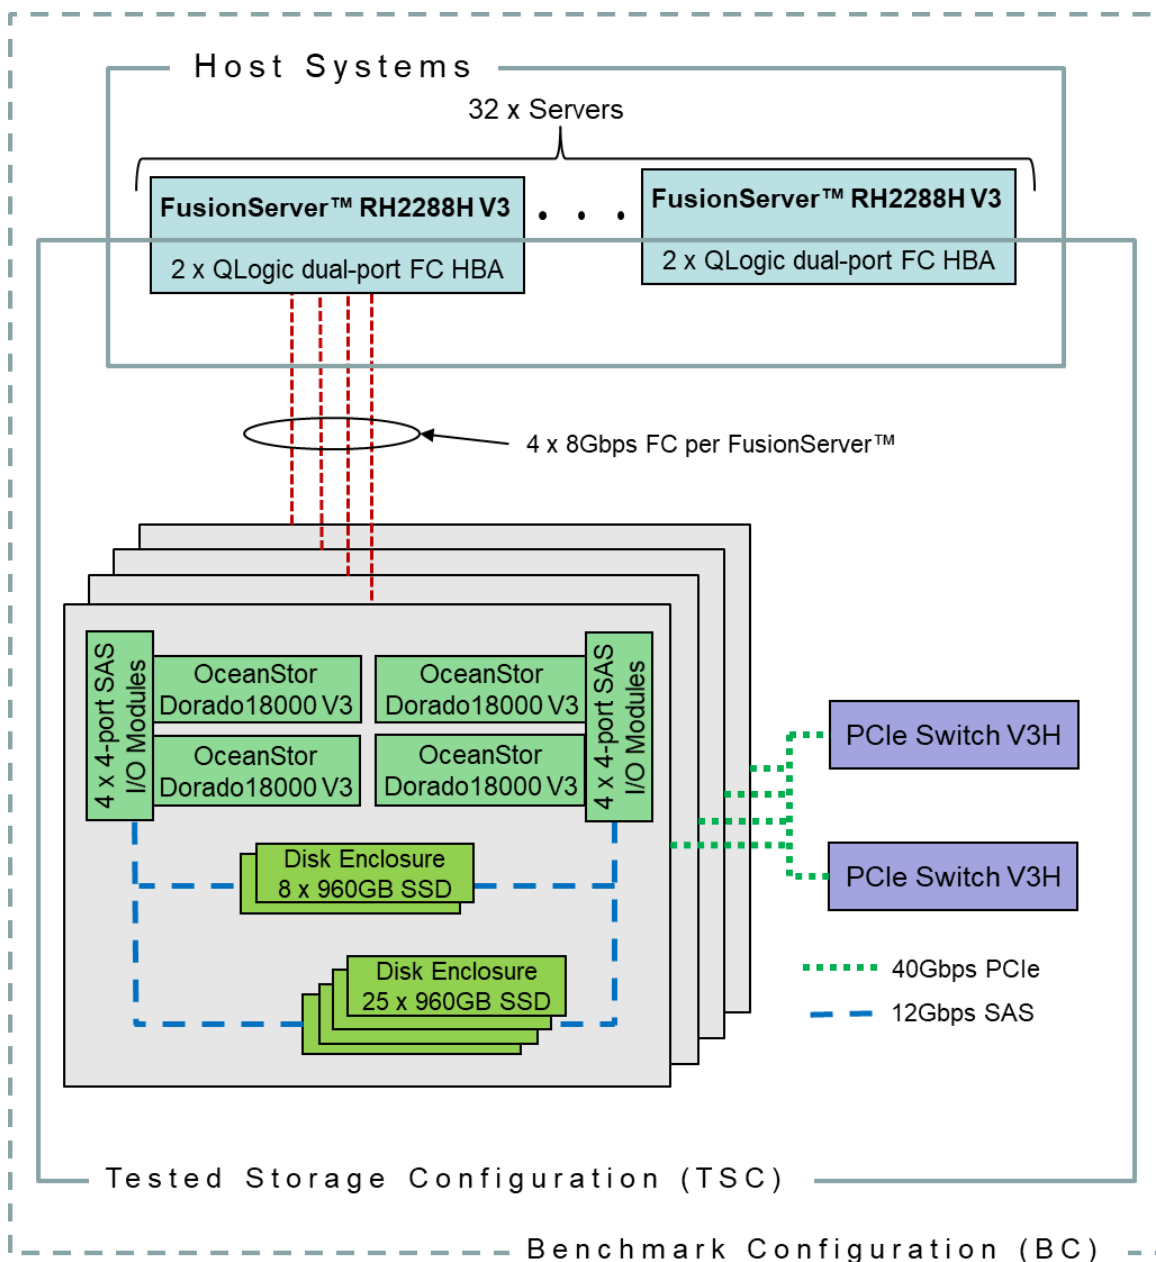 Host Systems
32 x Servers
FusionServer™ RH2288H V3
2 x QLogic dual-port FC HBA
. . .
FusionServer™ RH2288H V3
2 x QLogic dual-port FC HBA
4 x 8Gbps FC per FusionServer™
4 x 4-port SAS
I/O Modules
OceanStor
Dorado18000 V3
OceanStor
Dorado18000 V3
OceanStor
Dorado18000 V3
OceanStor
Dorado18000 V3
4 x 4-port SAS
I/O Modules
Disk Enclosure
8 x 960GB SSD
Disk Enclosure
25 x 960GB SSD
PCIe Switch V3H
PCIe Switch V3H
40Gbps PCIe
12Gbps SAS
Tested Storage Configuration (TSC)
Benchmark Configuration (BC)